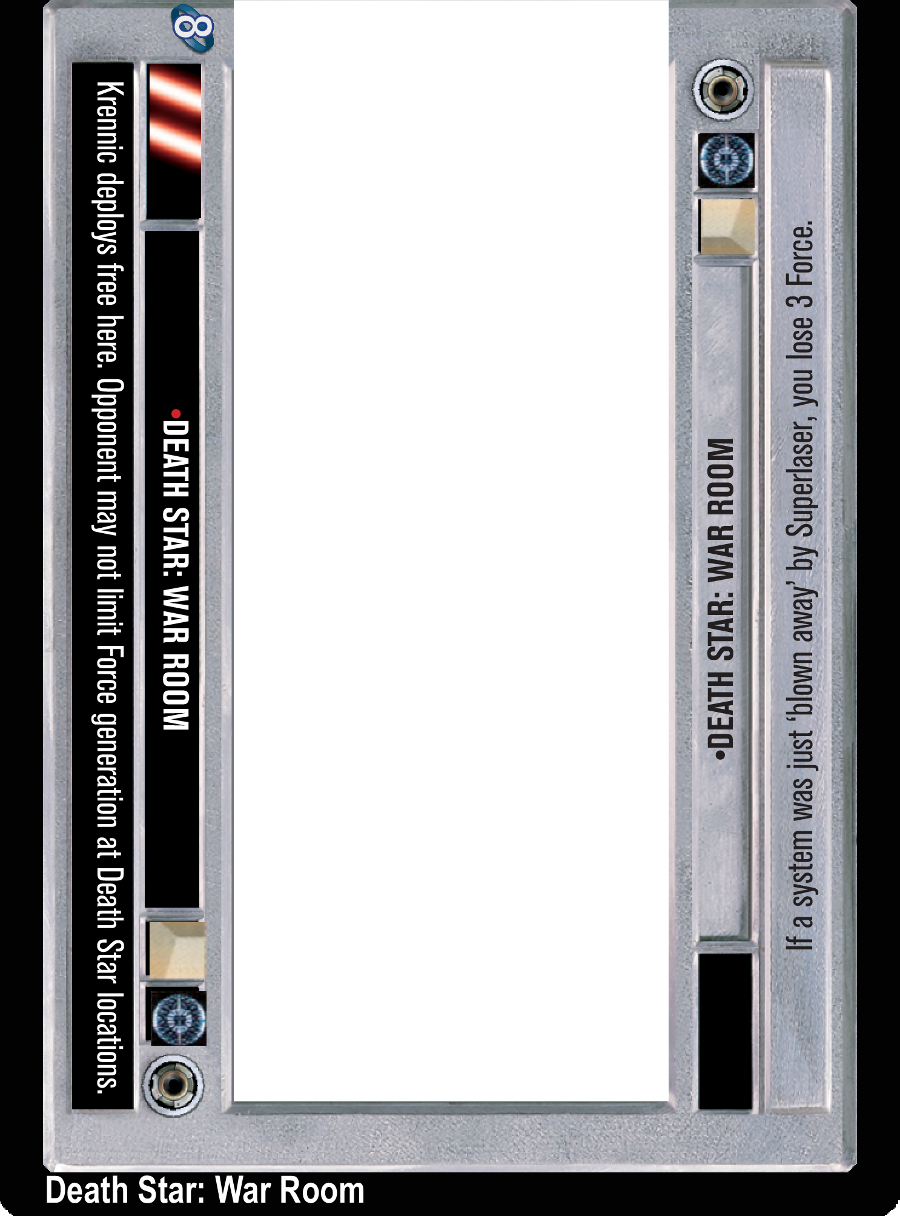 8
Krennic deploys free here. Opponent may not limit Force generation at Death Star locations.
•DEATH STAR: WAR ROOM
•DEATH STAR: WAR ROOM
If a system was just ‘blown away’ by Superlaser, you lose 3 Force.
Death Star: War Room